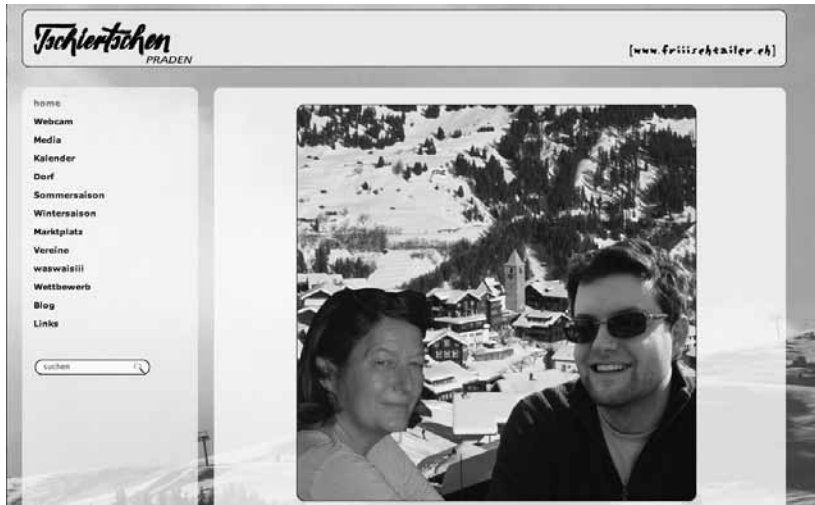 Tschiertschen
PRADEN
[www.friiischtailer.ch]
home
Webcam
Media
Kalender
Dorf
Sommersaison
Wintersaison
Marktplatz
Vereine
waswaisiii
Wettbewerb
Blog
Links
suchen